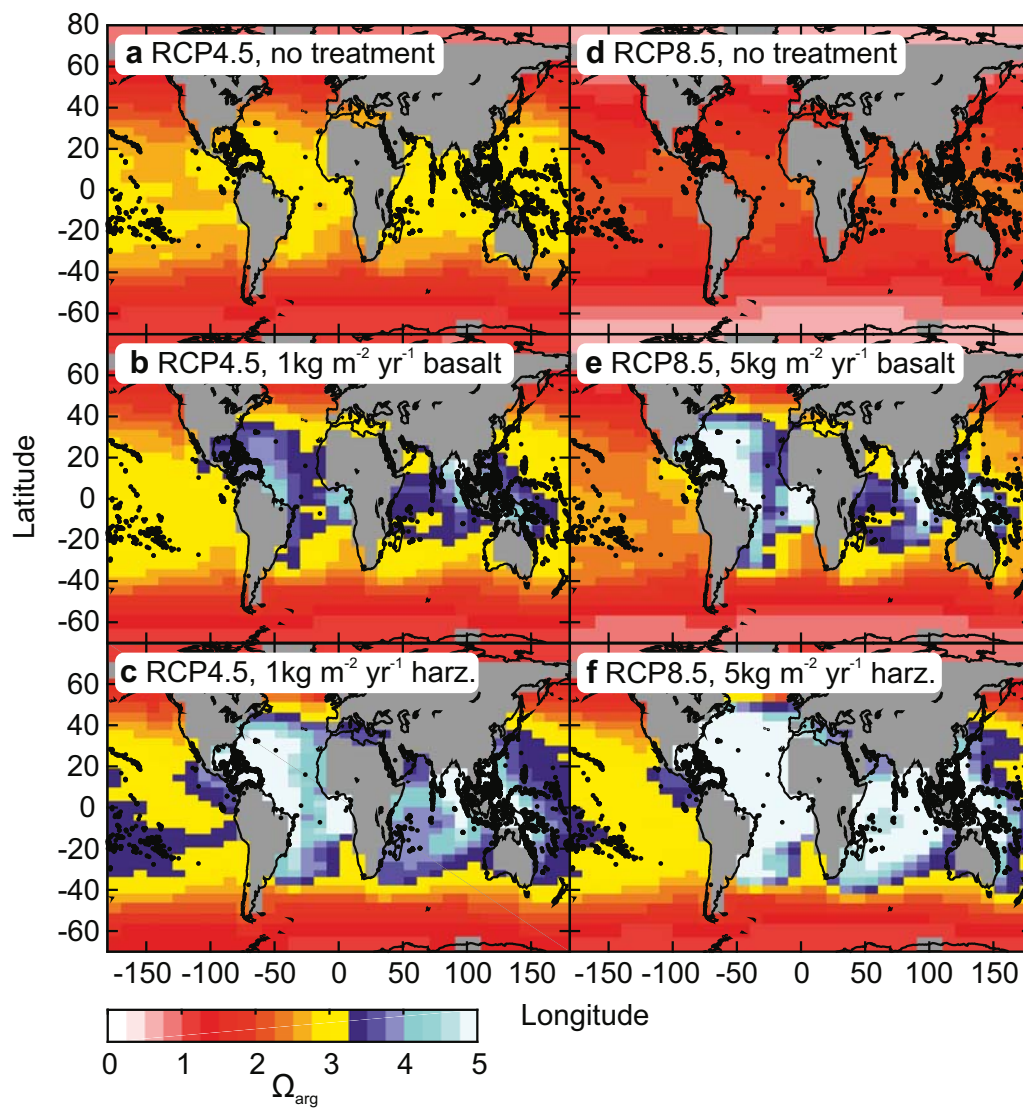 80
a RCP4.5, no treatment
d RCP8.5, no treatment
60
40
20
0
-20
-40
-60
b RCP4.5, 1kg m⁻² yr⁻¹ basalt
e RCP8.5, 5kg m⁻² yr⁻¹ basalt
60
40
20
0
-20
-40
-60
Latitude
c RCP4.5, 1kg m⁻² yr⁻¹ harz.
f RCP8.5, 5kg m⁻² yr⁻¹ harz.
60
40
20
0
-20
-40
-60
-150 -100 -50 0 50 100 150 -150 -100 -50 0 50 100 150
Longitude
0 1 2 3 4 5
Ωarg